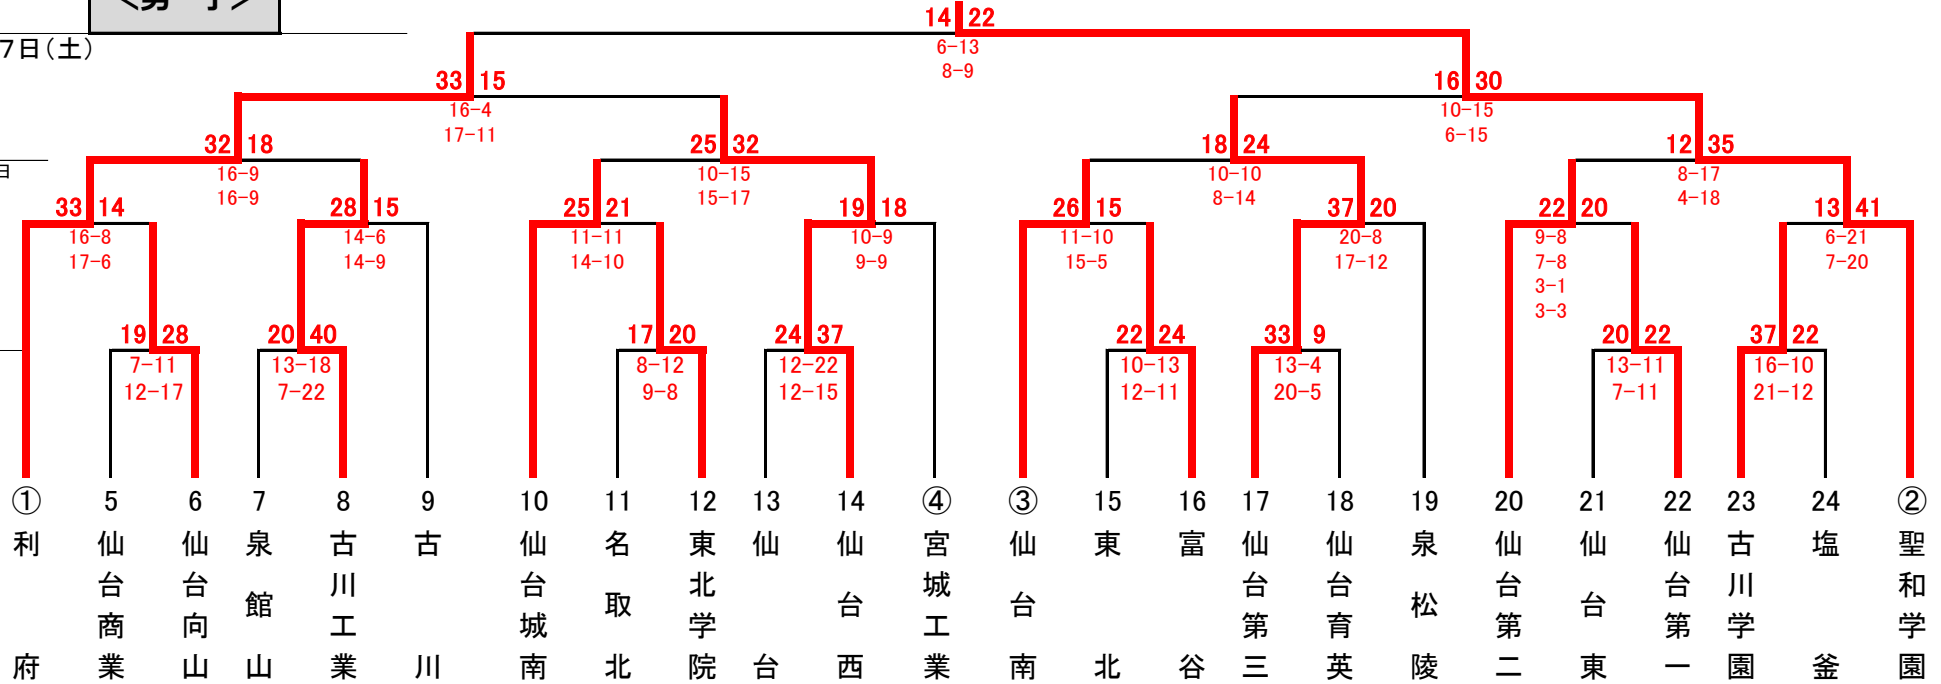 ＜男　子＞
7日(土)
日
14 22
6-13
8-9
33 15
16-4
17-11
16 30
10-15
6-15
32 18
16-9
16-9
25 32
10-15
15-17
18 24
10-10
8-14
12 35
8-17
4-18
33 14
16-8
17-6
28 15
14-6
14-9
25 21
11-11
14-10
19 18
10-9
9-9
26 15
11-10
15-5
37 20
20-8
17-12
22 20
9-8
7-8
3-1
3-3
13 41
6-21
7-20
19 28
7-11
12-17
20 40
13-18
7-22
17 20
8-12
9-8
24 37
12-22
12-15
22 24
10-13
12-11
33 9
13-4
20-5
20 22
13-11
7-11
37 22
16-10
21-12
① 利府
5 仙台商業
6 仙台向山
7 泉館山
8 古川工業
9 古川
10 仙台城南
11 名取北
12 東北学院
13 仙台
14 仙台西
④ 宮城工業
③ 仙台南
15 東北
16 富谷
17 仙台第三
18 仙台育英
19 泉松陵
20 仙台第二
21 仙台東
22 仙台第一
23 古川学園
24 塩釜
② 聖和学園